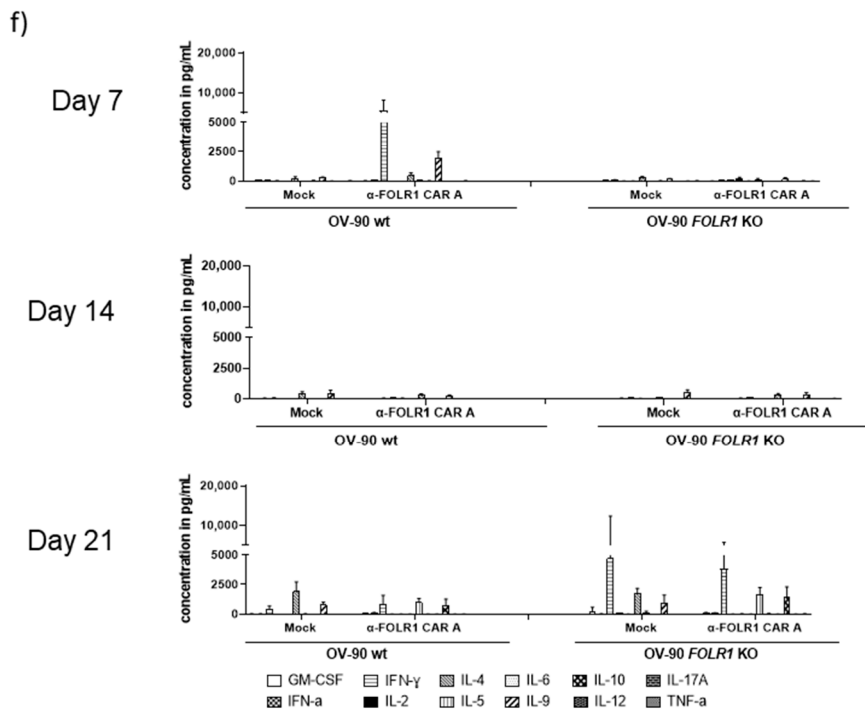 f)
Day 7
concentration in pg/mL
20,000
10,000
5000
2500
0
Mock α-FOLR1 CAR A Mock α-FOLR1 CAR A
OV-90 wt OV-90 FOLR1 KO
Day 14
concentration in pg/mL
20,000
10,000
5000
2500
0
Mock α-FOLR1 CAR A Mock α-FOLR1 CAR A
OV-90 wt OV-90 FOLR1 KO
Day 21
concentration in pg/mL
20,000
10,000
5000
2500
0
Mock α-FOLR1 CAR A Mock α-FOLR1 CAR A
OV-90 wt OV-90 FOLR1 KO
GM-CSF IFN-γ IL-4 IL-6 IL-10 IL-17A
IFN-a IL-2 IL-5 IL-9 IL-12 TNF-a